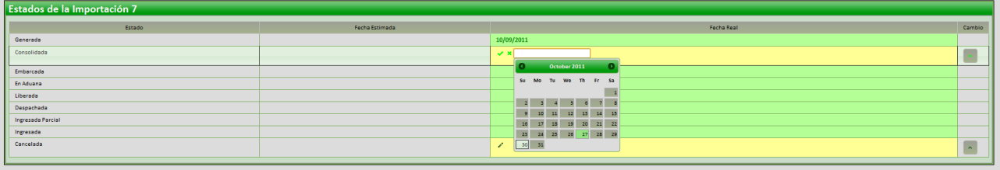 Estados de la Importación 7
Estado Fecha Estimada Fecha Real Cambio
Generada 10/09/2011
Consolidada
October 2011
Su Mo Tu We Th Fr Sa
1
2 3 4 5 6 7 8
9 10 11 12 13 14 15
16 17 18 19 20 21 22
23 24 25 26 27 28 29
30 31
Embarcada
En Aduana
Liberada
Despachada
Ingresada Parcial
Ingresada
Cancelada